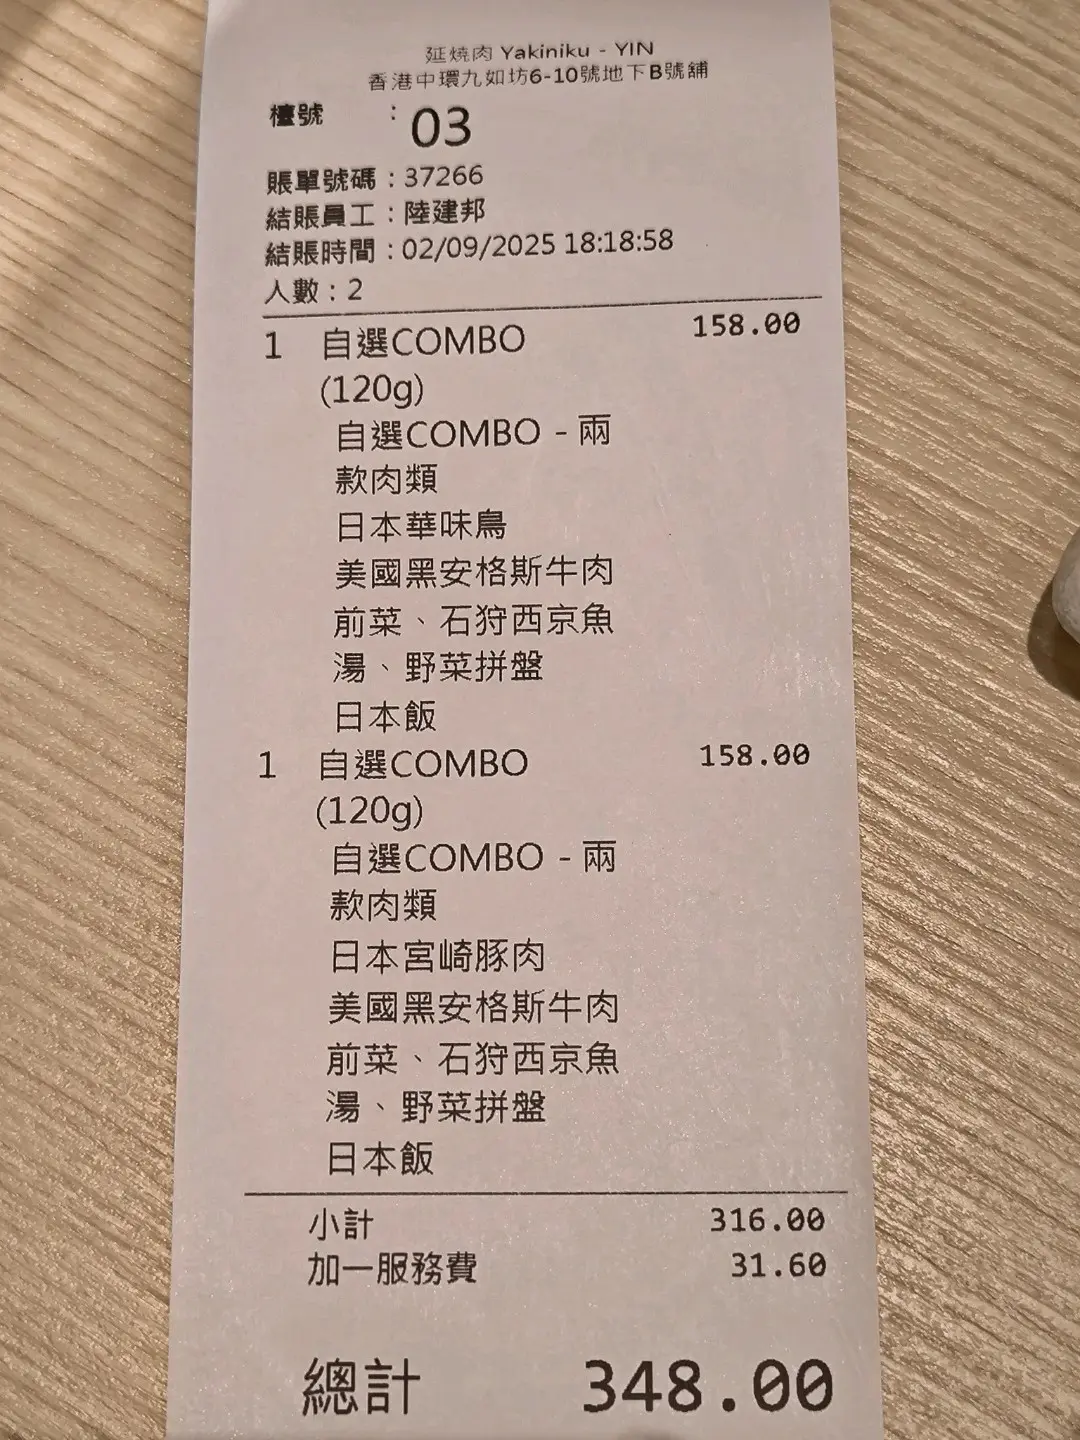 延燒肉 Yakiniku - YIN
香港中環九如坊6-10號地下B號舖
檯號 : 03
賬單號碼 : 37266
結賬員工 : 陸建邦
結賬時間 : 02/09/2025 18:18:58
人數 : 2
1 自選COMBO 158.00
(120g)
自選COMBO - 兩
款肉類
日本華味鳥
美國黑安格斯牛肉
前菜、石狩西京魚
湯、野菜拼盤
日本飯
1 自選COMBO 158.00
(120g)
自選COMBO - 兩
款肉類
日本宮崎豚肉
美國黑安格斯牛肉
前菜、石狩西京魚
湯、野菜拼盤
日本飯
小計 316.00
加一服務費 31.60
總計 348.00